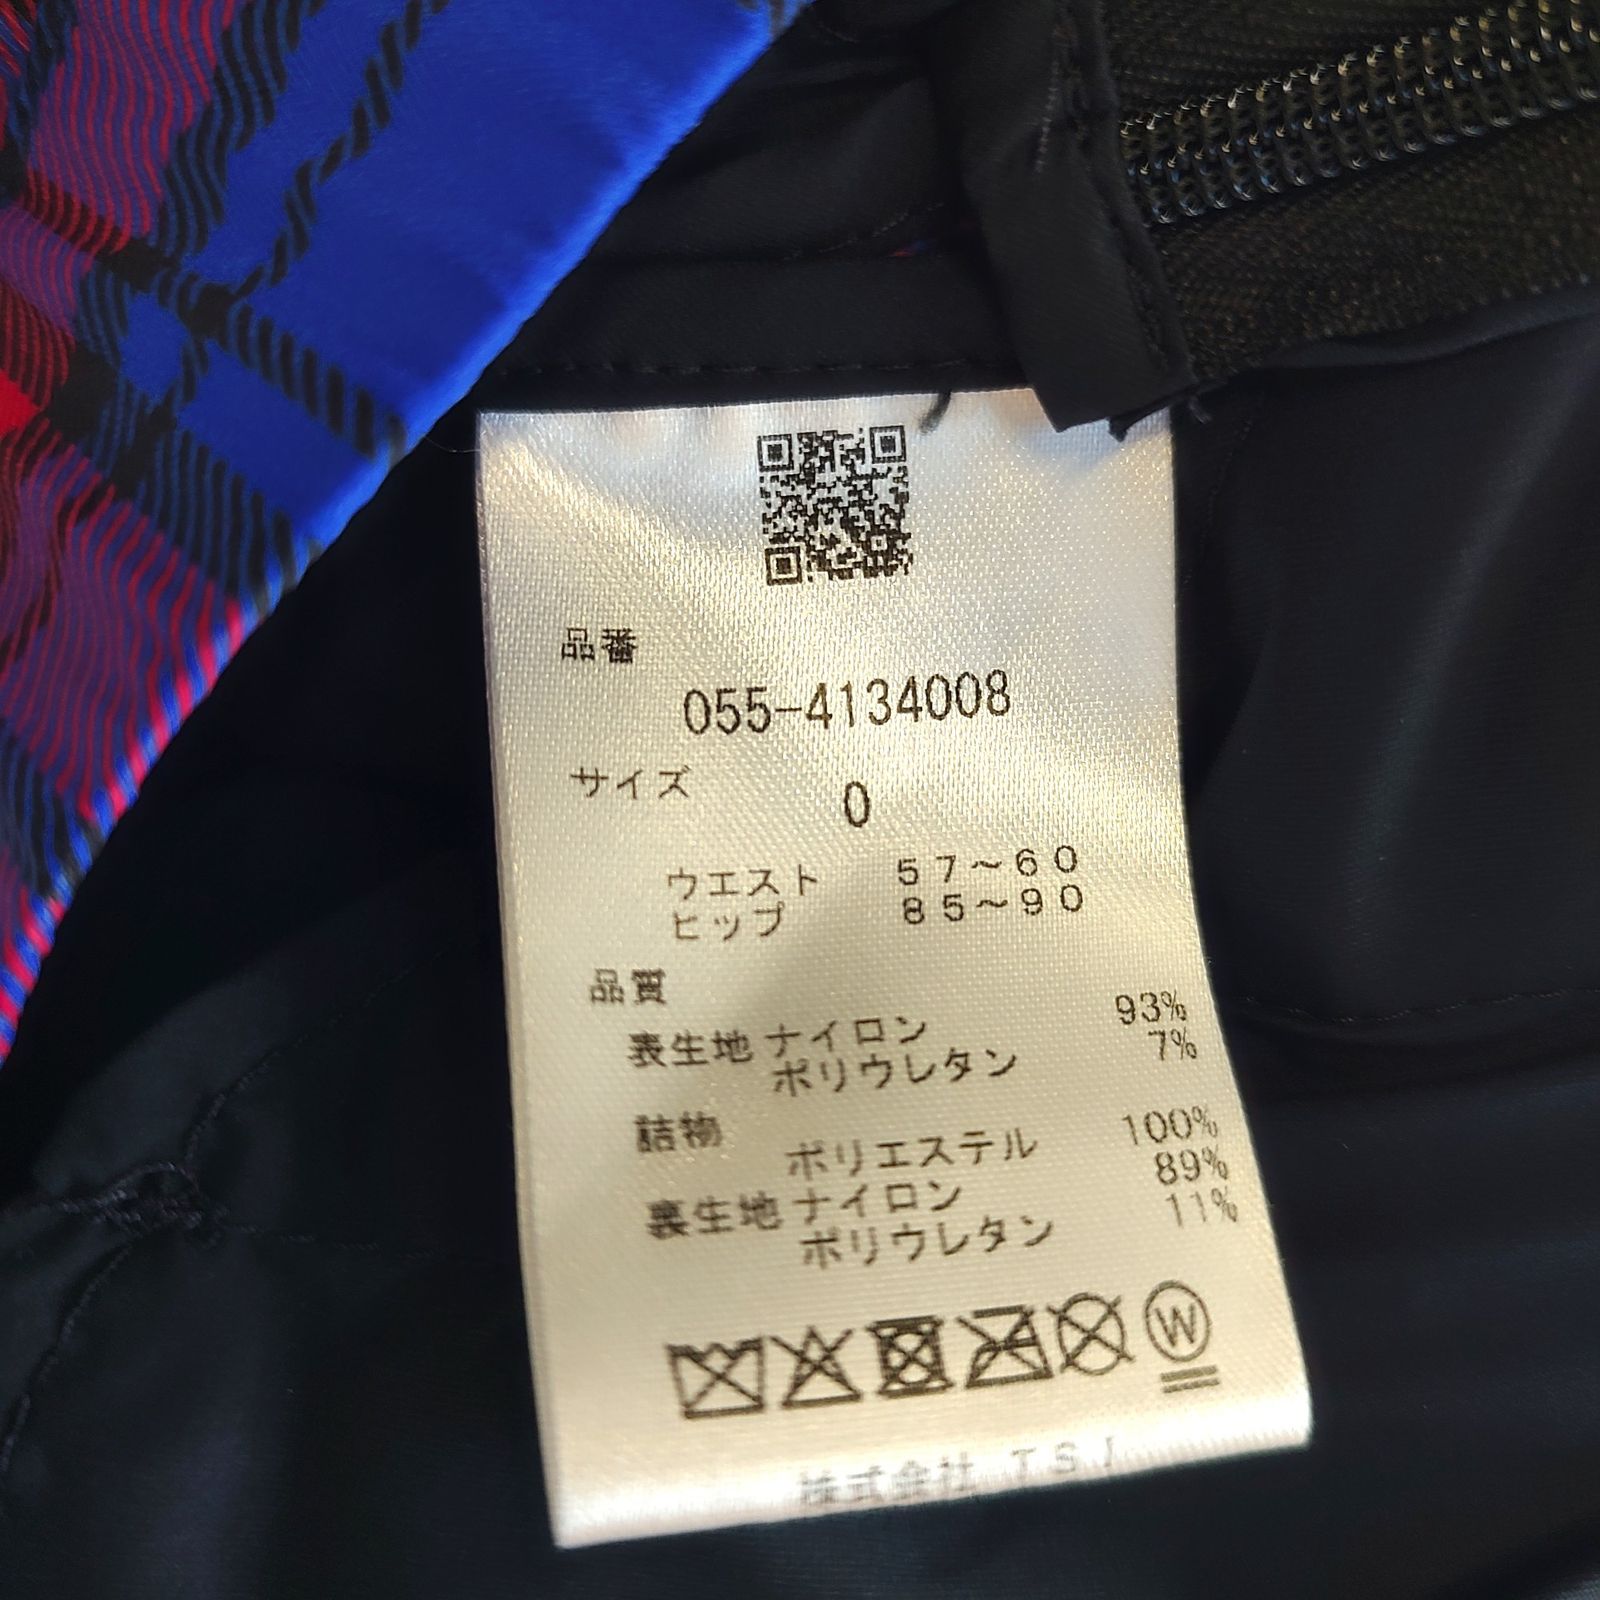 品番
055-4134008
サイズ
0
ウエスト 57～60
ヒップ 85～90
品質
表生地 ナイロン 93%
ポリウレタン 7%
詰物
ポリエステル 100%
裏生地 ナイロン 89%
ポリウレタン 11%
W
株式会社 TSI